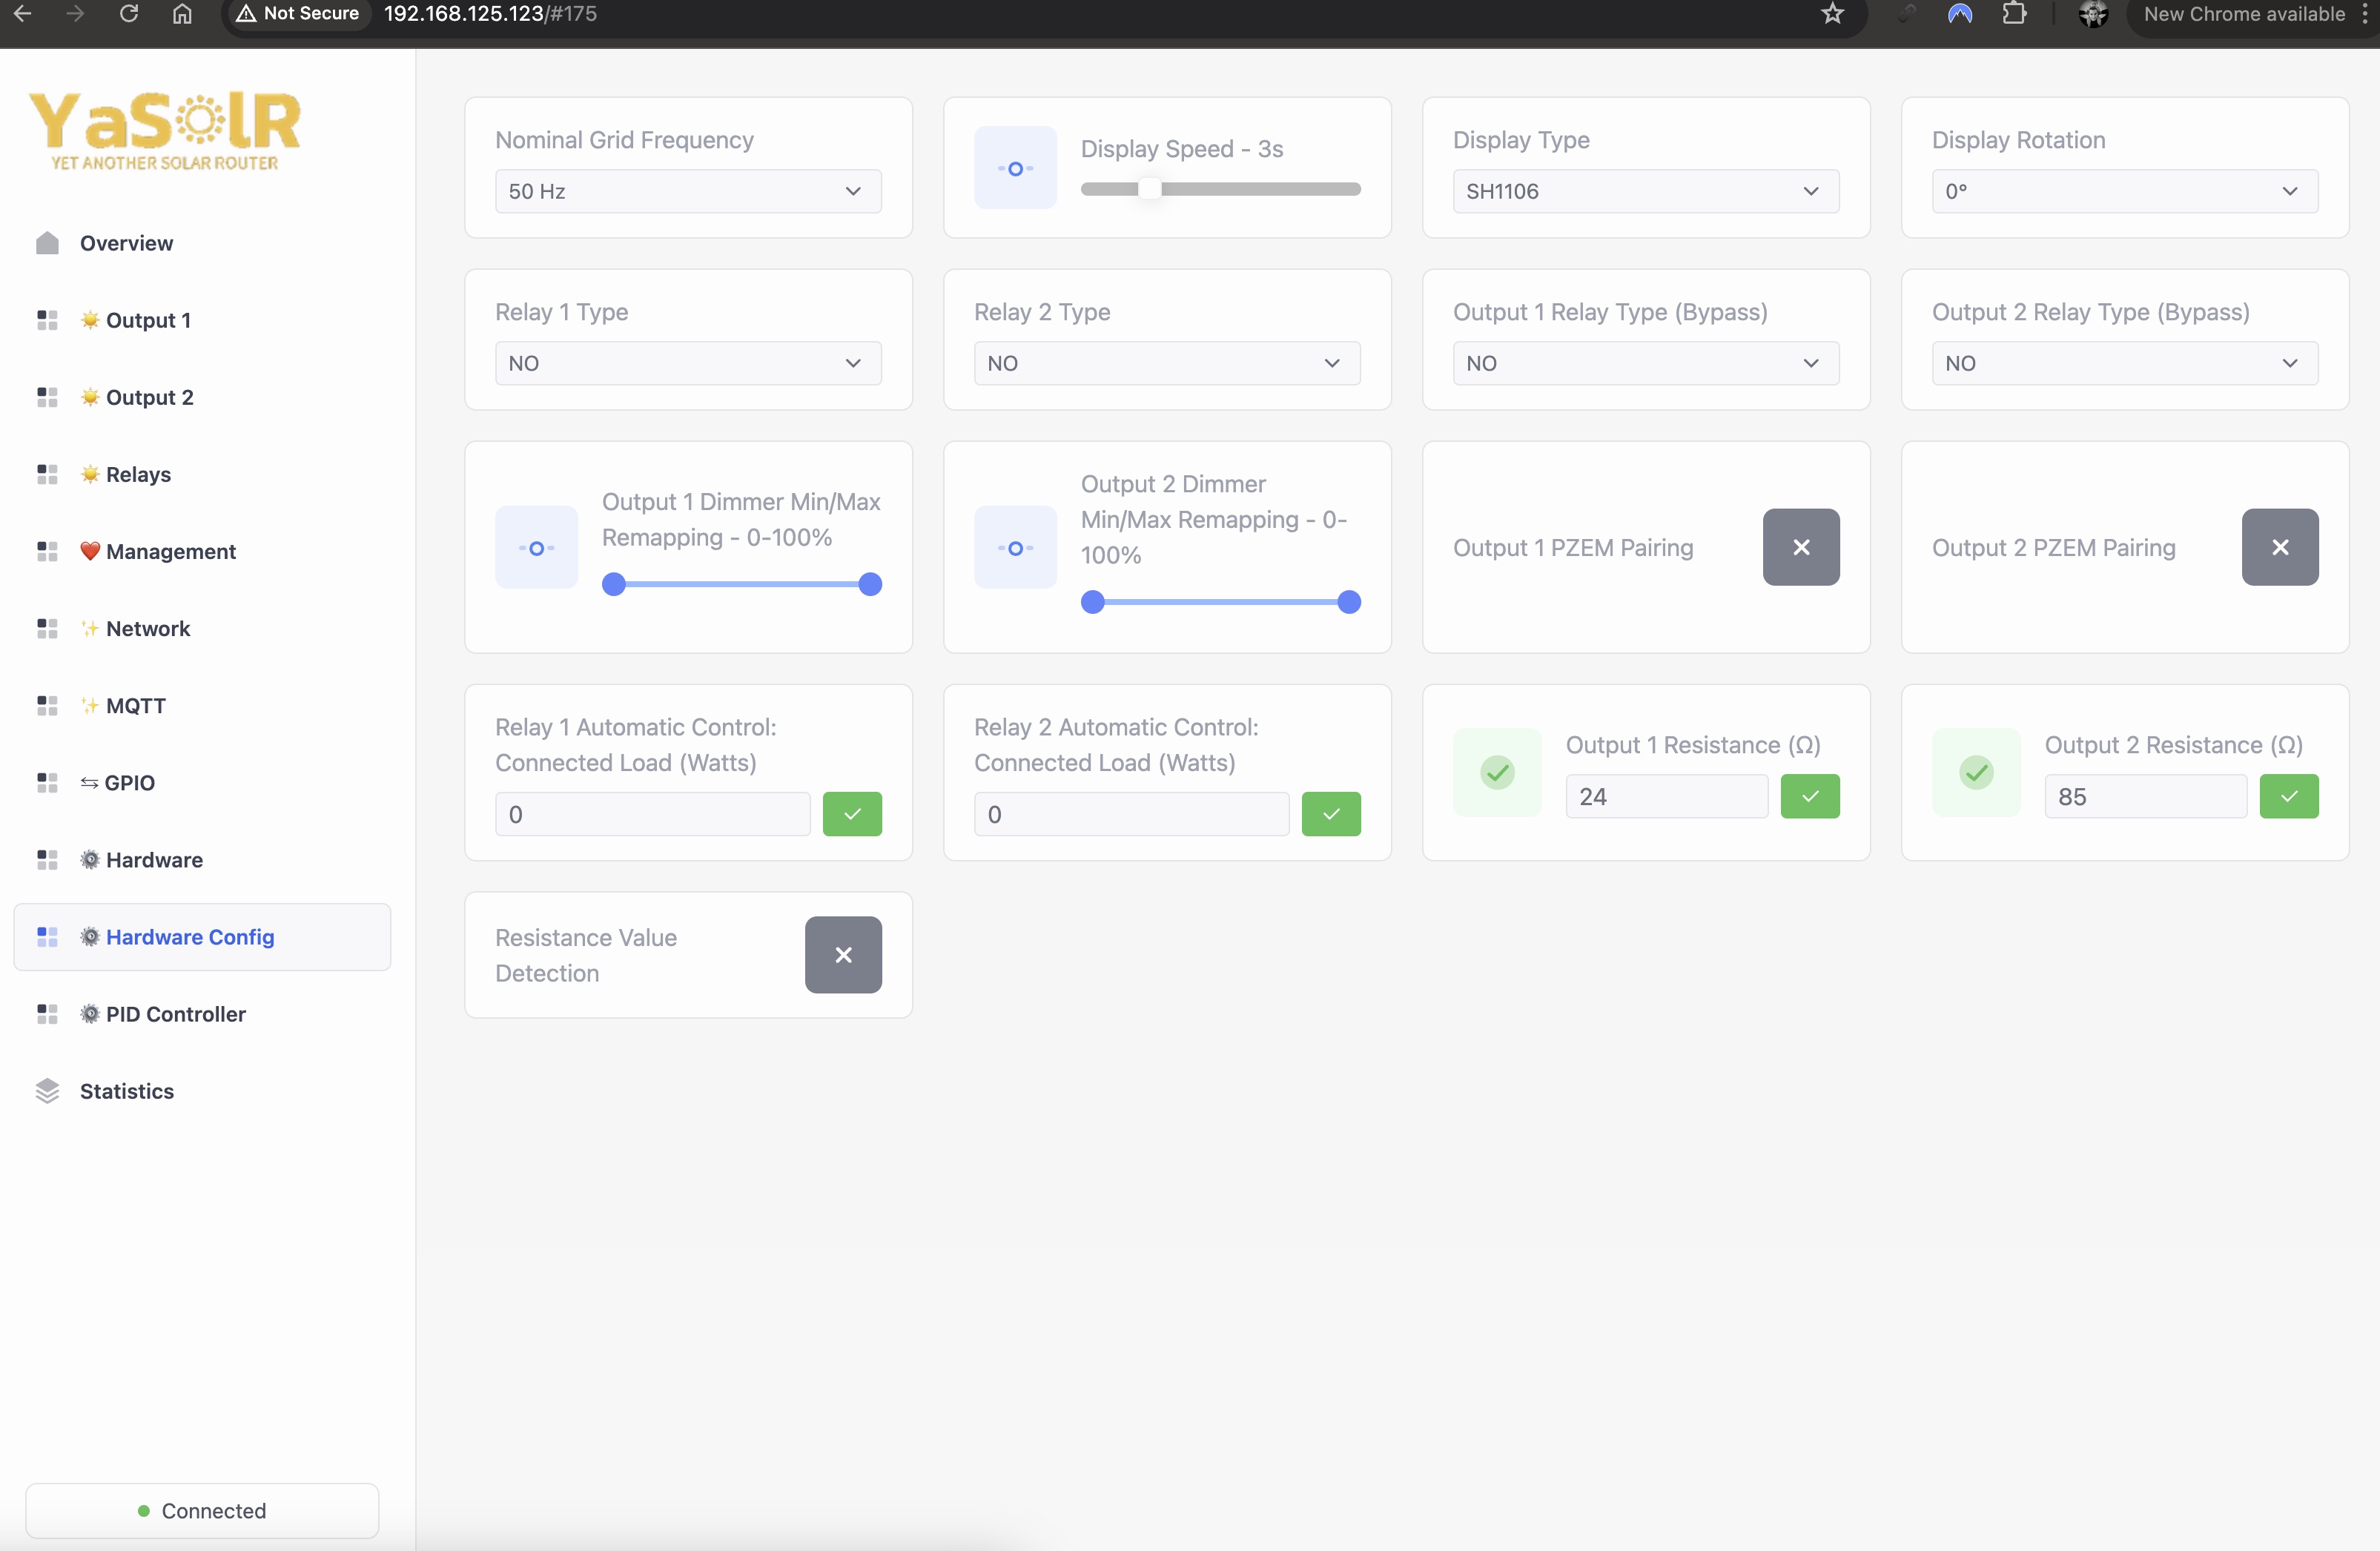 Not Secure 192.168.125.123/#175 New Chrome available
YaSolR
YET ANOTHER SOLAR ROUTER
Overview
Output 1
Output 2
Relays
Management
Network
MQTT
GPIO
Hardware
Hardware Config
PID Controller
Statistics
Connected
Nominal Grid Frequency
50 Hz
Display Speed - 3s
Display Type
SH1106
Display Rotation
0°
Relay 1 Type
NO
Relay 2 Type
NO
Output 1 Relay Type (Bypass)
NO
Output 2 Relay Type (Bypass)
NO
Output 1 Dimmer Min/Max
Remapping - 0-100%
Output 2 Dimmer
Min/Max Remapping - 0-
100%
Output 1 PZEM Pairing
Output 2 PZEM Pairing
Relay 1 Automatic Control:
Connected Load (Watts)
0
Relay 2 Automatic Control:
Connected Load (Watts)
0
Output 1 Resistance (Ω)
24
Output 2 Resistance (Ω)
85
Resistance Value
Detection